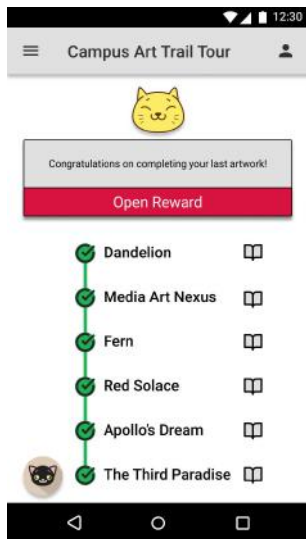 12:30
Campus Art Trail Tour
Congratulations on completing your last artwork!
Open Reward
Dandelion
Media Art Nexus
Fern
Red Solace
Apollo's Dream
The Third Paradise